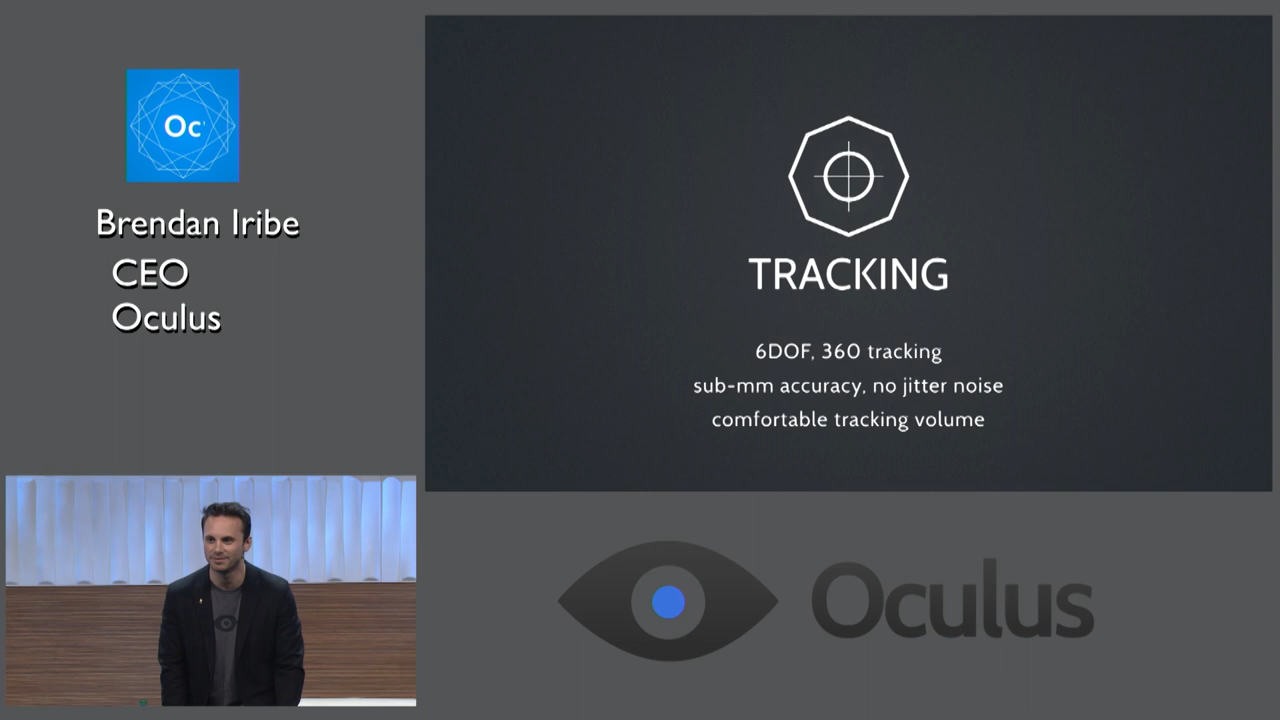 Oc
Brendan Iribe
CEO
Oculus
TRACKING
6DOF, 360 tracking
sub-mm accuracy, no jitter noise
comfortable tracking volume
Oculus